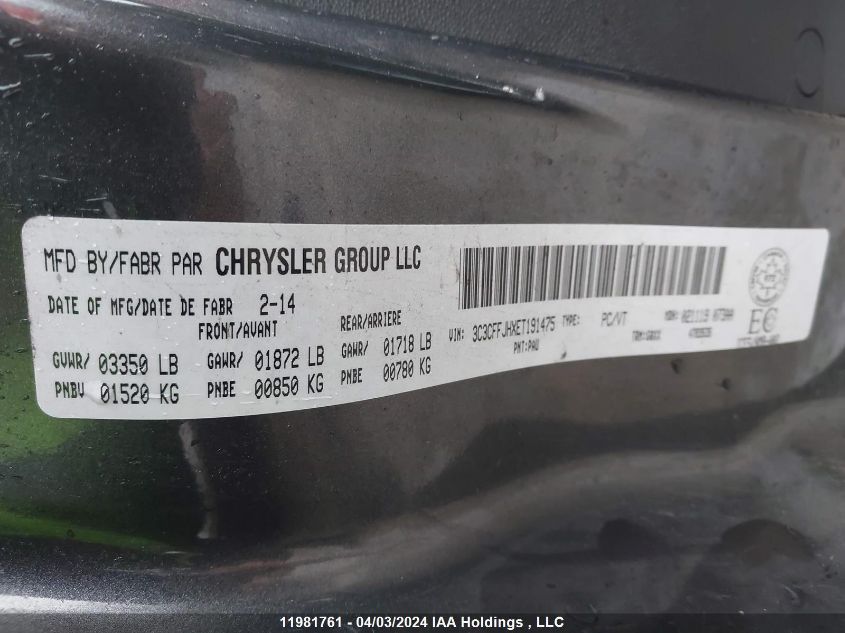 MFD BY/FABR PAR CHRYSLER GROUP LLC
DATE OF MFG/DATE DE FABR 2-14
FRONT/AVANT REAR/ARRIERE
GVWR/ 03350 LB GAWR/ 01872 LB GAWR/ 01718 LB
PNBV 01520 KG PNBE 00850 KG PNBE 00780 KG
VIN: 3C3CFFJHXET191475 TYPE: PC/VT MDH: 021119
PNT: PAU
EC
11981761 - 04/03/2024 IAA Holdings , LLC